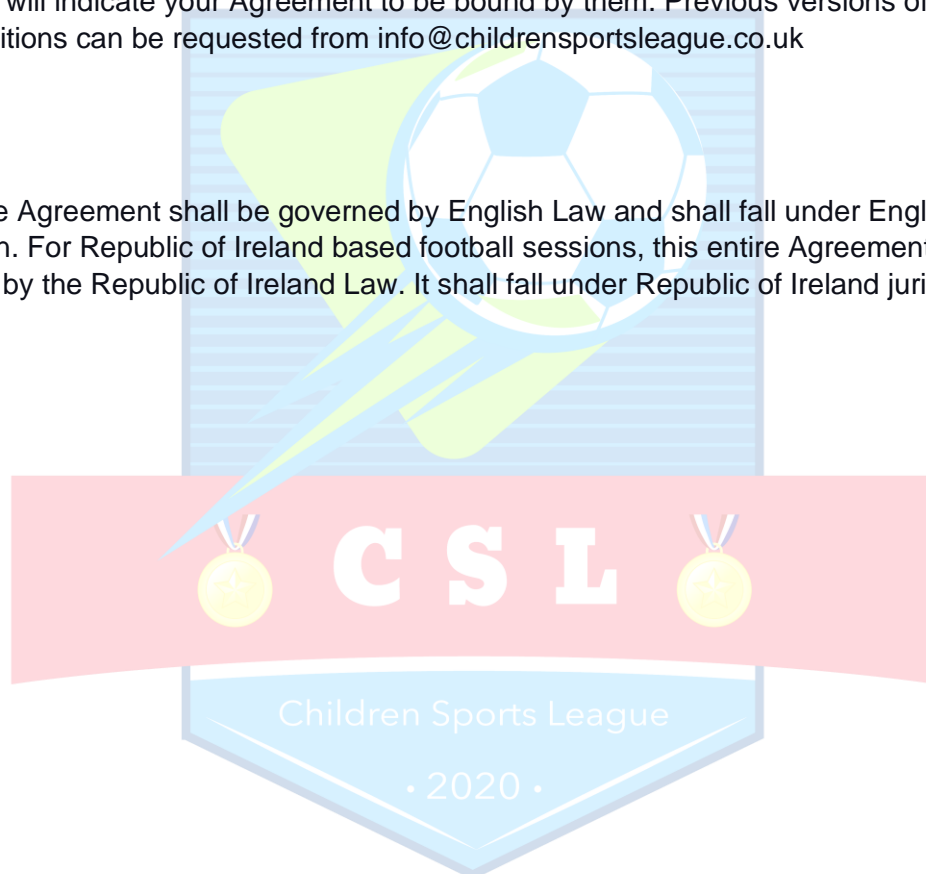 will indicate your Agreement to be bound by them. Previous versions of
itions can be requested from info@childrensportsleague.co.uk
e Agreement shall be governed by English Law and shall fall under Engl
n. For Republic of Ireland based football sessions, this entire Agreement
by the Republic of Ireland Law. It shall fall under Republic of Ireland juri
CSL
Children Sports League
• 2020 •